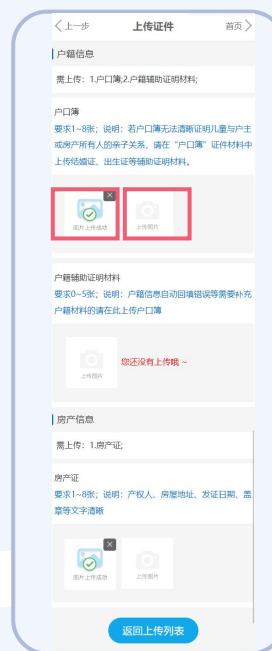 上一步 上传证件 首页
户籍信息
需上传：1.户口簿;2.户籍辅助证明材料;
户口簿
要求1~8张；说明：若户口簿无法清晰证明儿童与户主
或房产所有人的亲子关系，请在“户口簿”证件材料中
上传结婚证、出生证等辅助证明材料。
图片上传成功 上传图片
户籍辅助证明材料
要求0~5张；说明：户籍信息自动回填错误等需要补充
户籍材料的请在此上传户口簿
上传图片 您还没有上传哦 ~
房产信息
需上传：1.房产证;
房产证
要求1~8张；说明：产权人、房屋地址、发证日期、盖
章等文字清晰
图片上传成功 上传图片
返回上传列表